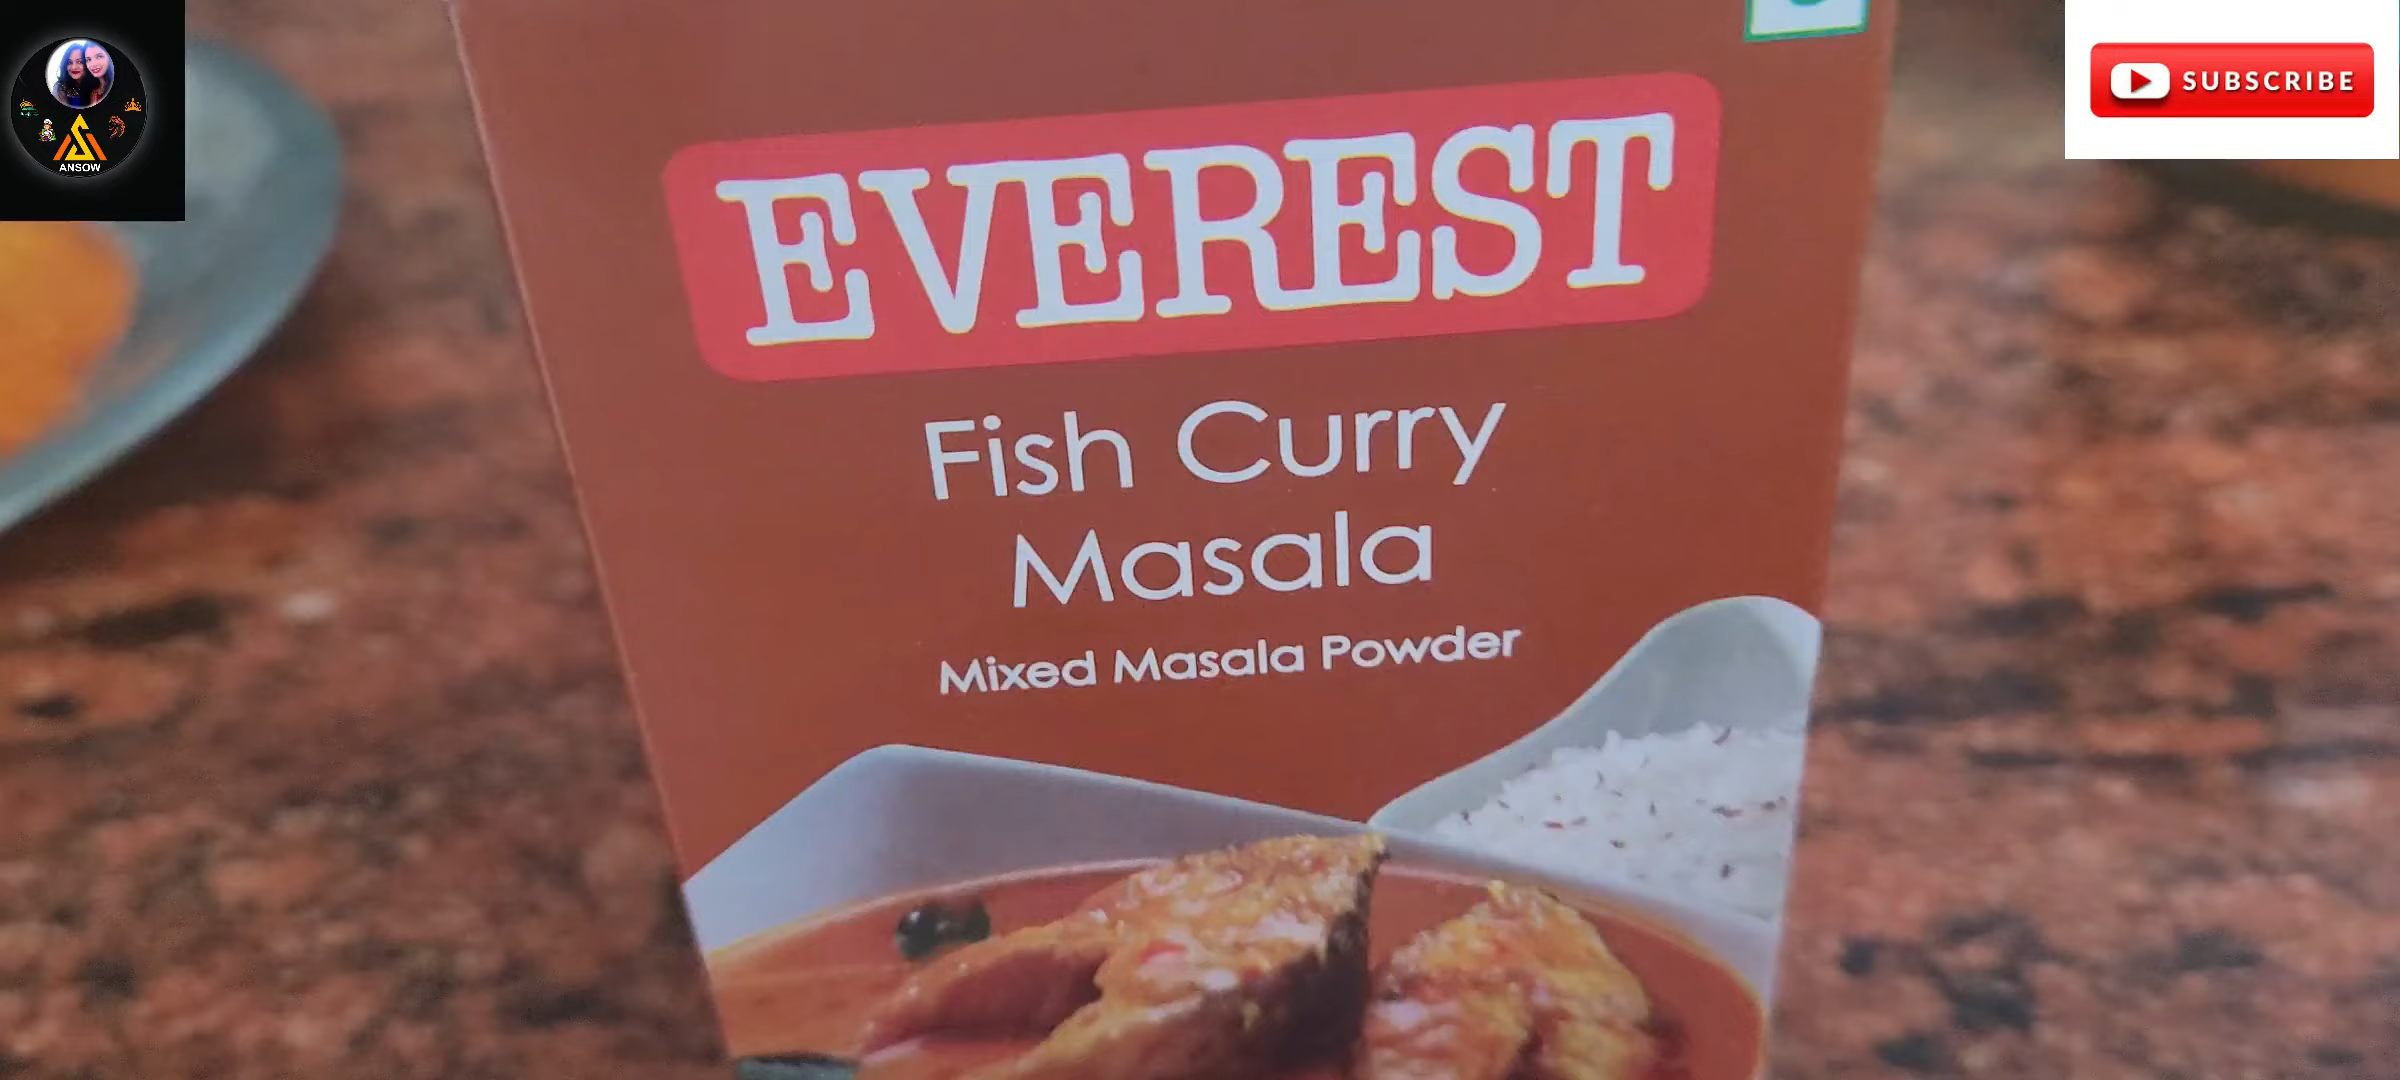 ANSOW
SUBSCRIBE
EVEREST
Fish Curry
Masala
Mixed Masala Powder